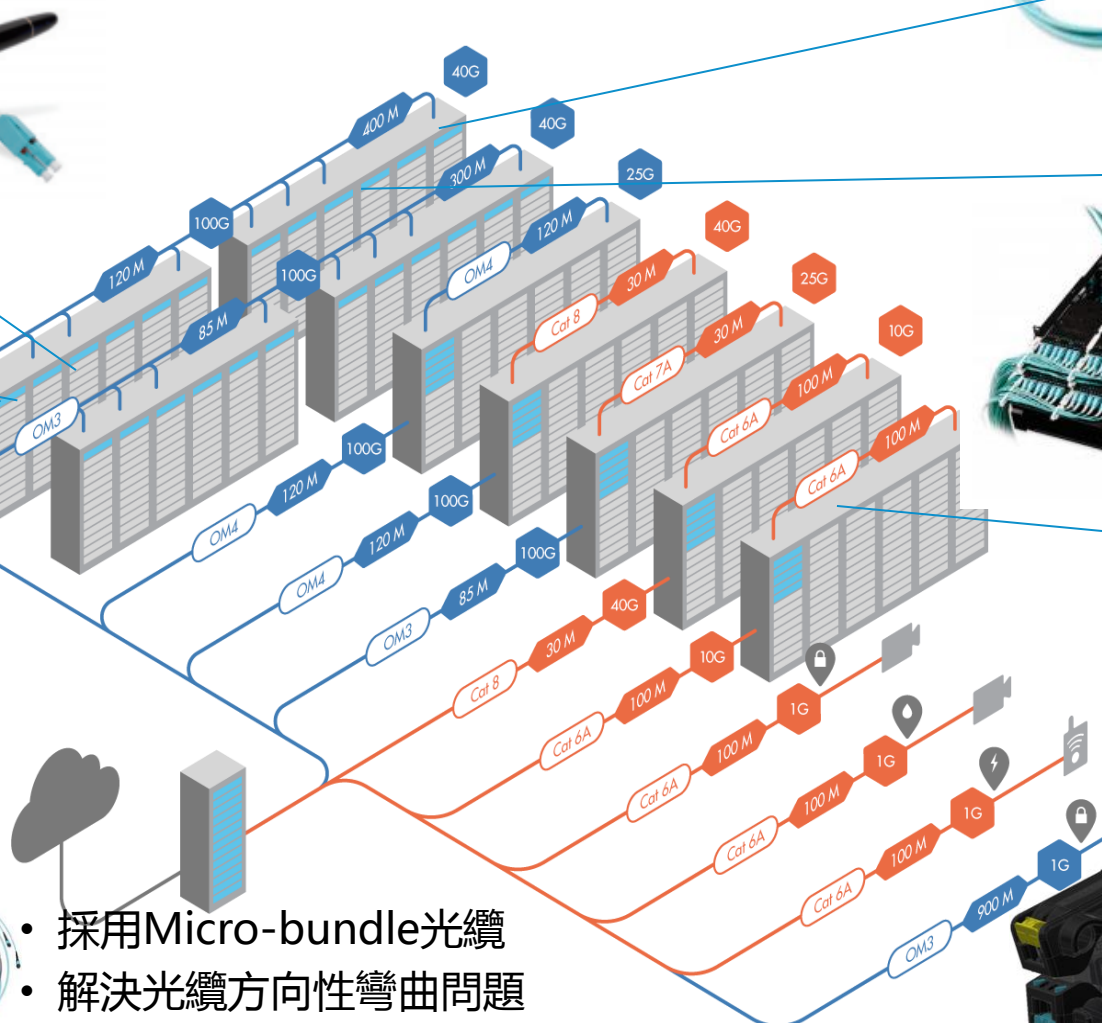 40G
400 M
40G
300 M
25G
100G
120 M
40G
120 M
OM4
100G
30 M
25G
85 M
Cat 8
30 M
10G
Cat 7A
100 M
OM3
Cat 6A
100 M
100G
Cat 6A
120 M
100G
OM4
120 M
100G
OM4
85 M
40G
OM3
30 M
10G
Cat 8
100 M
1G
Cat 6A
100 M
1G
Cat 6A
100 M
1G
Cat 6A
100 M
1G
Cat 6A
900 M
OM3
• 採用Micro-bundle光纜
• 解決光纜方向性彎曲問題